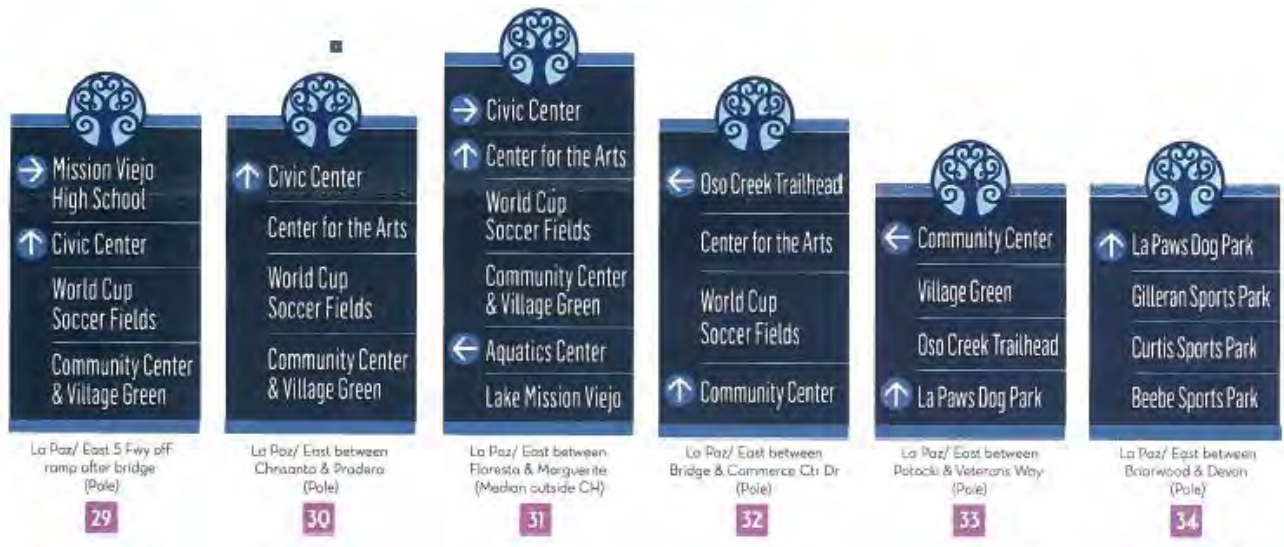 Mission Viejo
High School
Civic Center
World Cup
Soccer Fields
Community Center
& Village Green
La Paz/ East 5 Fwy off
ramp after bridge
(Pole)
29
Civic Center
Center for the Arts
World Cup
Soccer Fields
Community Center
& Village Green
La Paz/ East between
Chrisanta & Pradera
(Pole)
30
Civic Center
Center for the Arts
World Cup
Soccer Fields
Community Center
& Village Green
Aquatics Center
Lake Mission Viejo
La Paz/ East between
Floresta & Marguerite
(Median outside CH)
31
Oso Creek Trailhead
Center for the Arts
World Cup
Soccer Fields
Community Center
La Paz/ East between
Bridge & Commerce Ctr Dr
(Pole)
32
Community Center
Village Green
Oso Creek Trailhead
La Paws Dog Park
La Paz/ East between
Potocki & Veterans Way
(Pole)
33
La Paws Dog Park
Gilleran Sports Park
Curtis Sports Park
Beebe Sports Park
La Paz/ East between
Briarwood & Devon
(Pole)
34